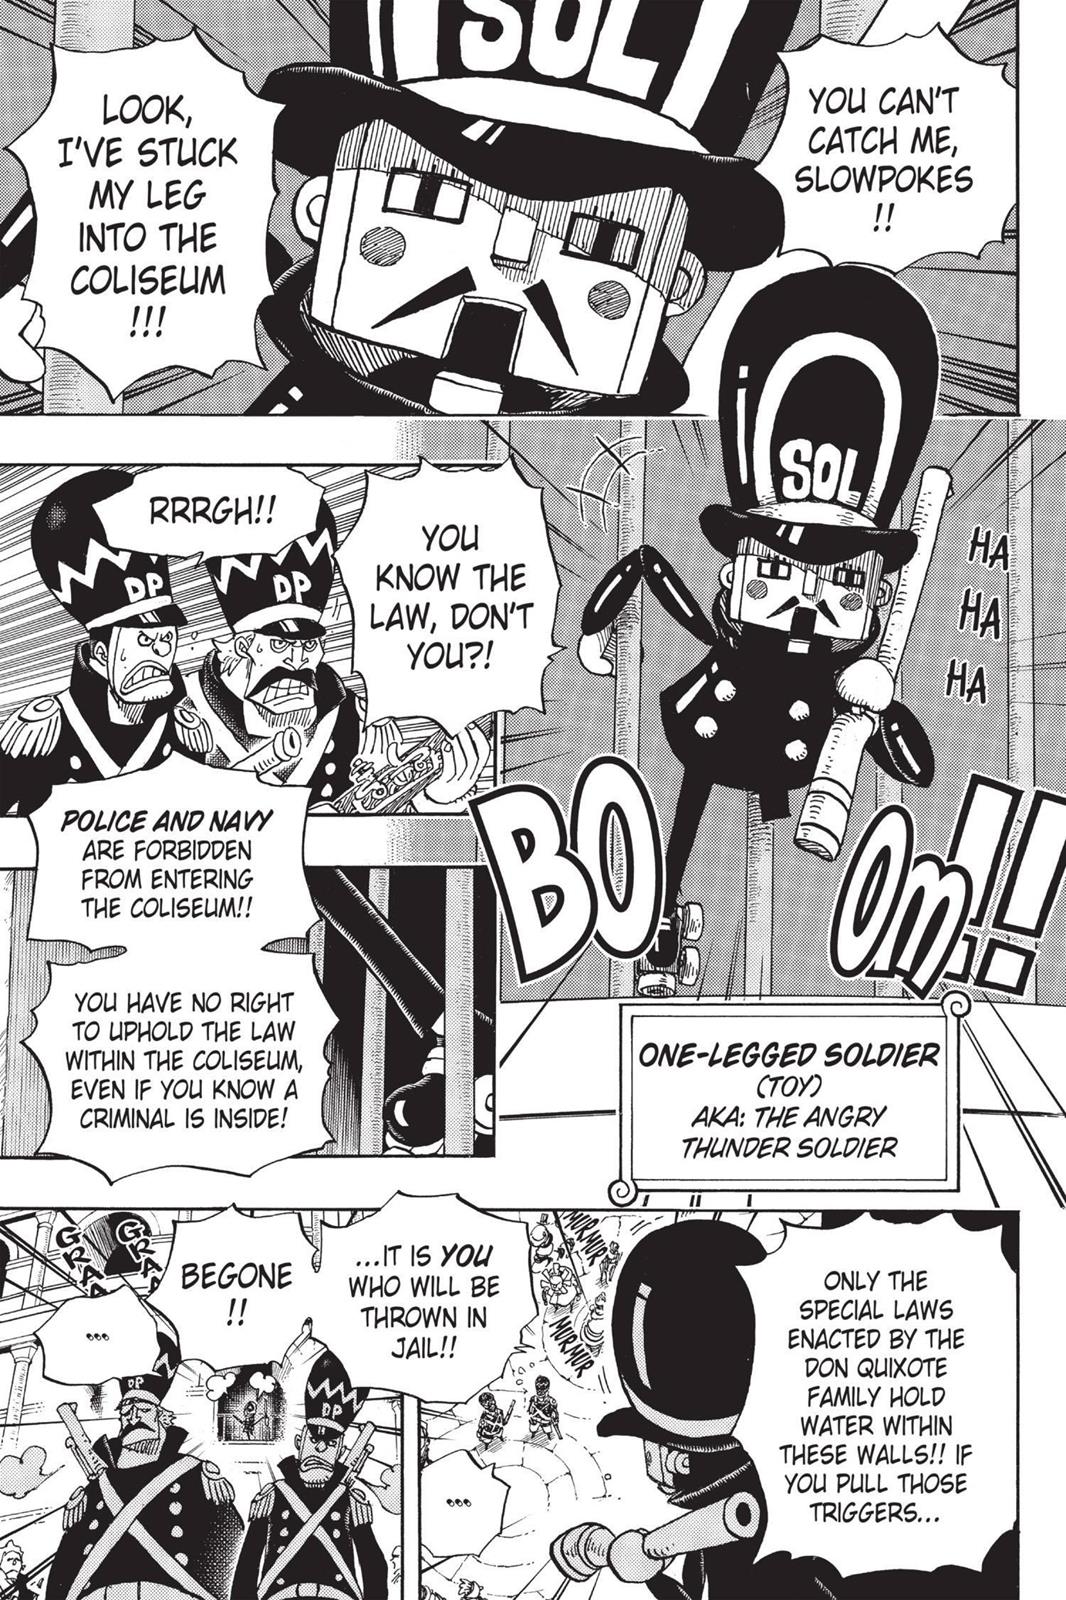 SOL
YOU CAN'T
CATCH ME,
SLOWPOKES
!!
LOOK,
I'VE STUCK
MY LEG
INTO THE
COLISEUM
!!!
SOL
HA
HA
HA
BO
OM!!
ONE-LEGGED SOLDIER
(TOY)
AKA: THE ANGRY
THUNDER SOLDIER
YOU
KNOW THE
LAW, DON'T
YOU?!
RRRGH!!
DP
DP
POLICE AND NAVY
ARE FORBIDDEN
FROM ENTERING
THE COLISEUM!!
YOU HAVE NO RIGHT
TO UPHOLD THE LAW
WITHIN THE COLISEUM,
EVEN IF YOU KNOW A
CRIMINAL IS INSIDE!
ONLY THE
SPECIAL LAWS
ENACTED BY THE
DON QUIXOTE
FAMILY HOLD
WATER WITHIN
THESE WALLS!! IF
YOU PULL THOSE
TRIGGERS...
MURMUR
MURMUR
...
...IT IS YOU
WHO WILL BE
THROWN IN
JAIL!!
BEGONE
!!
GRAA
GRAA
...
DP
DP